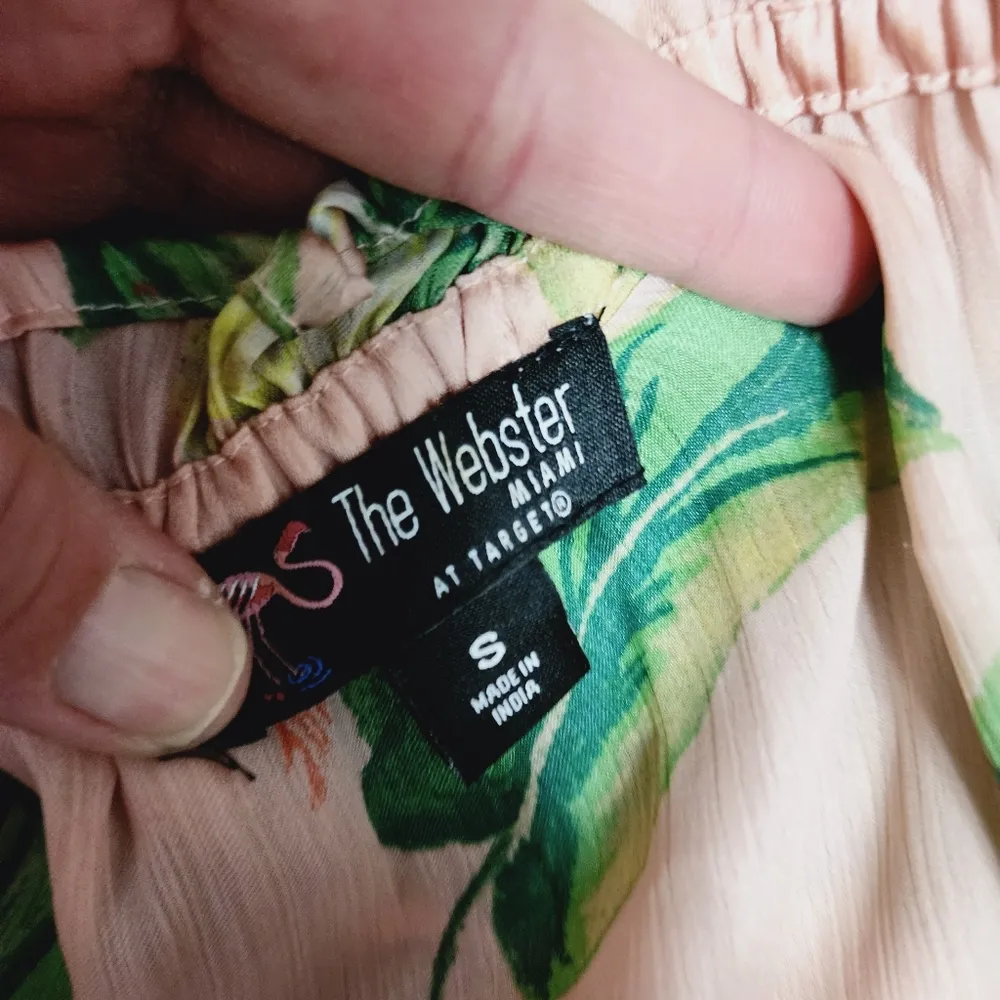 The Webster
MIAMI
AT TARGET®
S
MADE IN
INDIA